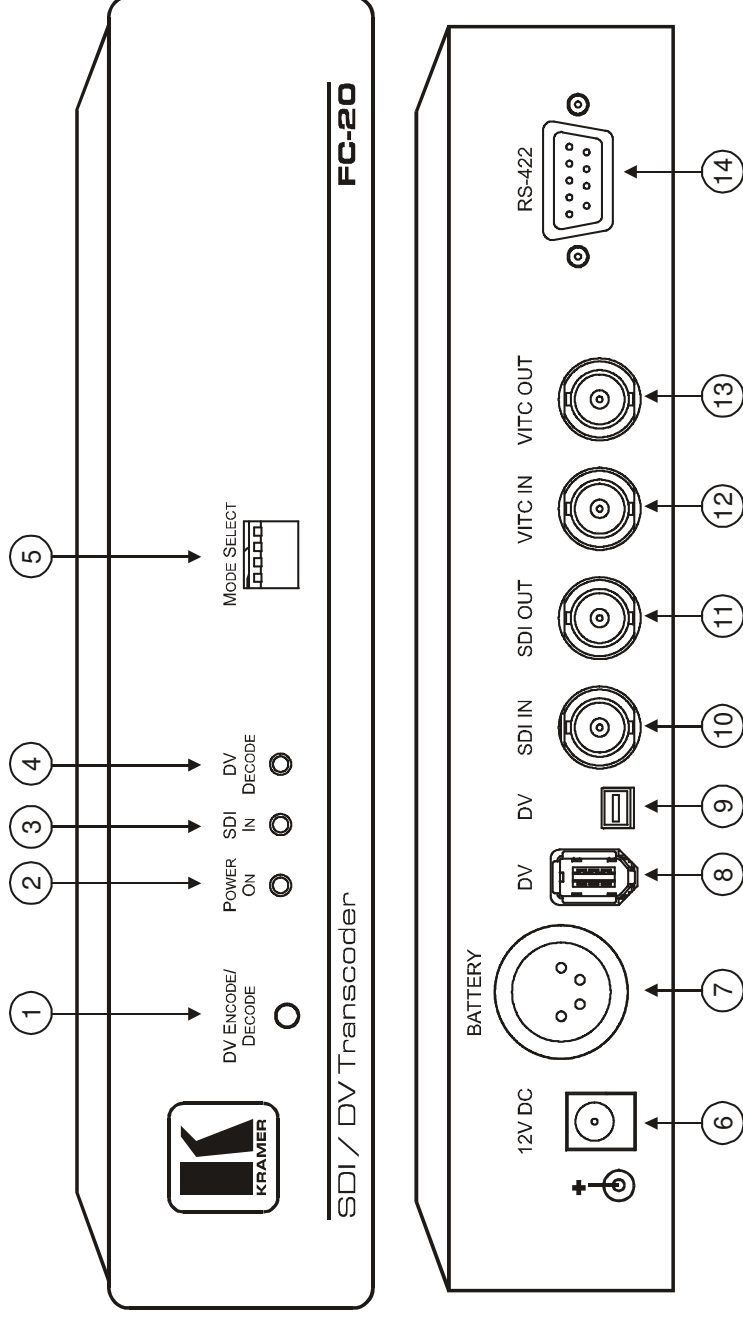 1
2
3
4
5
DV ENCODE/
DECODE
POWER
ON
SDI
IN
DV
DECODE
MODE SELECT
KRAMER
SDI / DV Transcoder
FC-20
12V DC
BATTERY
DV
DV
SDI IN
SDI OUT
VITC IN
VITC OUT
RS-422
+
6
7
8
9
10
11
12
13
14